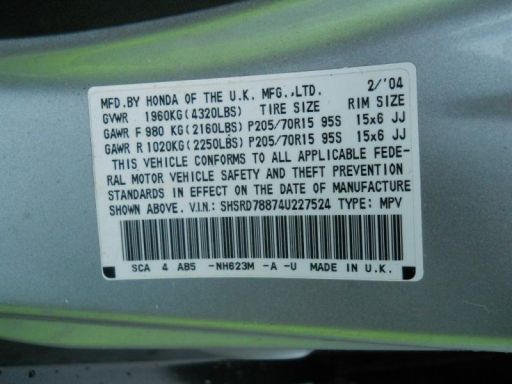 MFD.BY HONDA OF THE U.K. MFG.,LTD. 2/'04
GVWR 1960KG(4320LBS) TIRE SIZE RIM SIZE
GAWR F 980 KG(2160LBS) P205/70R15 95S 15x6 JJ
GAWR R 1020KG(2250LBS) P205/70R15 95S 15x6 JJ
THIS VEHICLE CONFORMS TO ALL APPLICABLE FEDE-
RAL MOTOR VEHICLE SAFETY AND THEFT PREVENTION
STANDARDS IN EFFECT ON THE DATE OF MANUFACTURE
SHOWN ABOVE. V.I.N.: SHSRD78874U227524 TYPE: MPV
SCA 4 AB5 -NH623M -A -U MADE IN U.K.